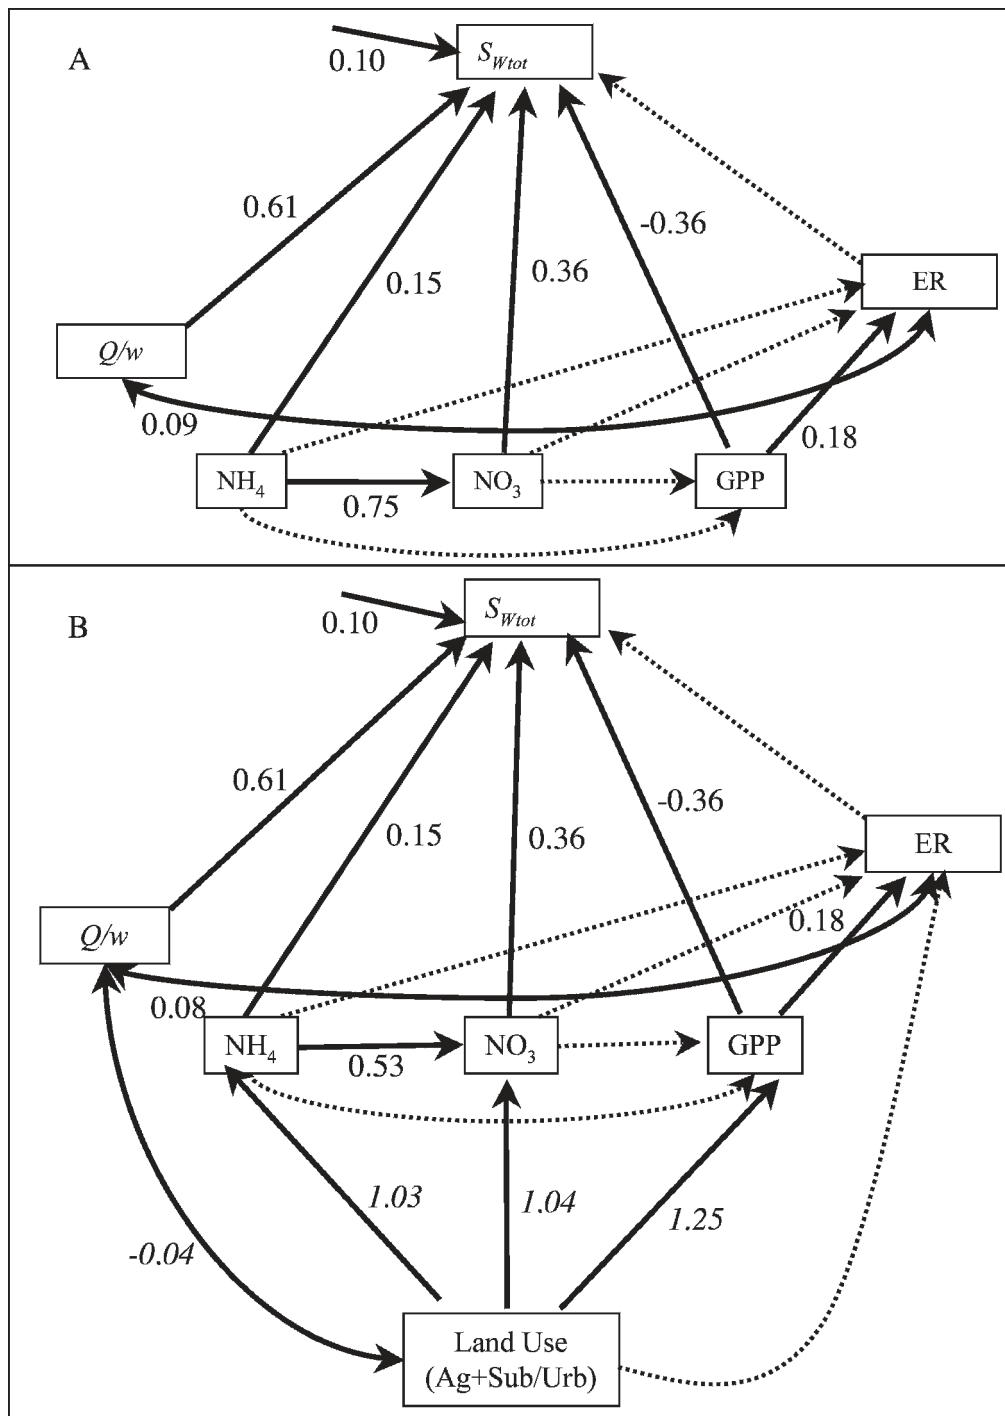 A
0.10
S_Wtot
0.61
0.15
0.36
-0.36
ER
Q/w
0.09
0.18
NH₄
0.75
NO₃
GPP
B
0.10
S_Wtot
0.61
0.15
0.36
-0.36
ER
0.18
Q/w
0.08
NH₄
0.53
NO₃
GPP
1.03
1.04
1.25
-0.04
Land Use
(Ag+Sub/Urb)